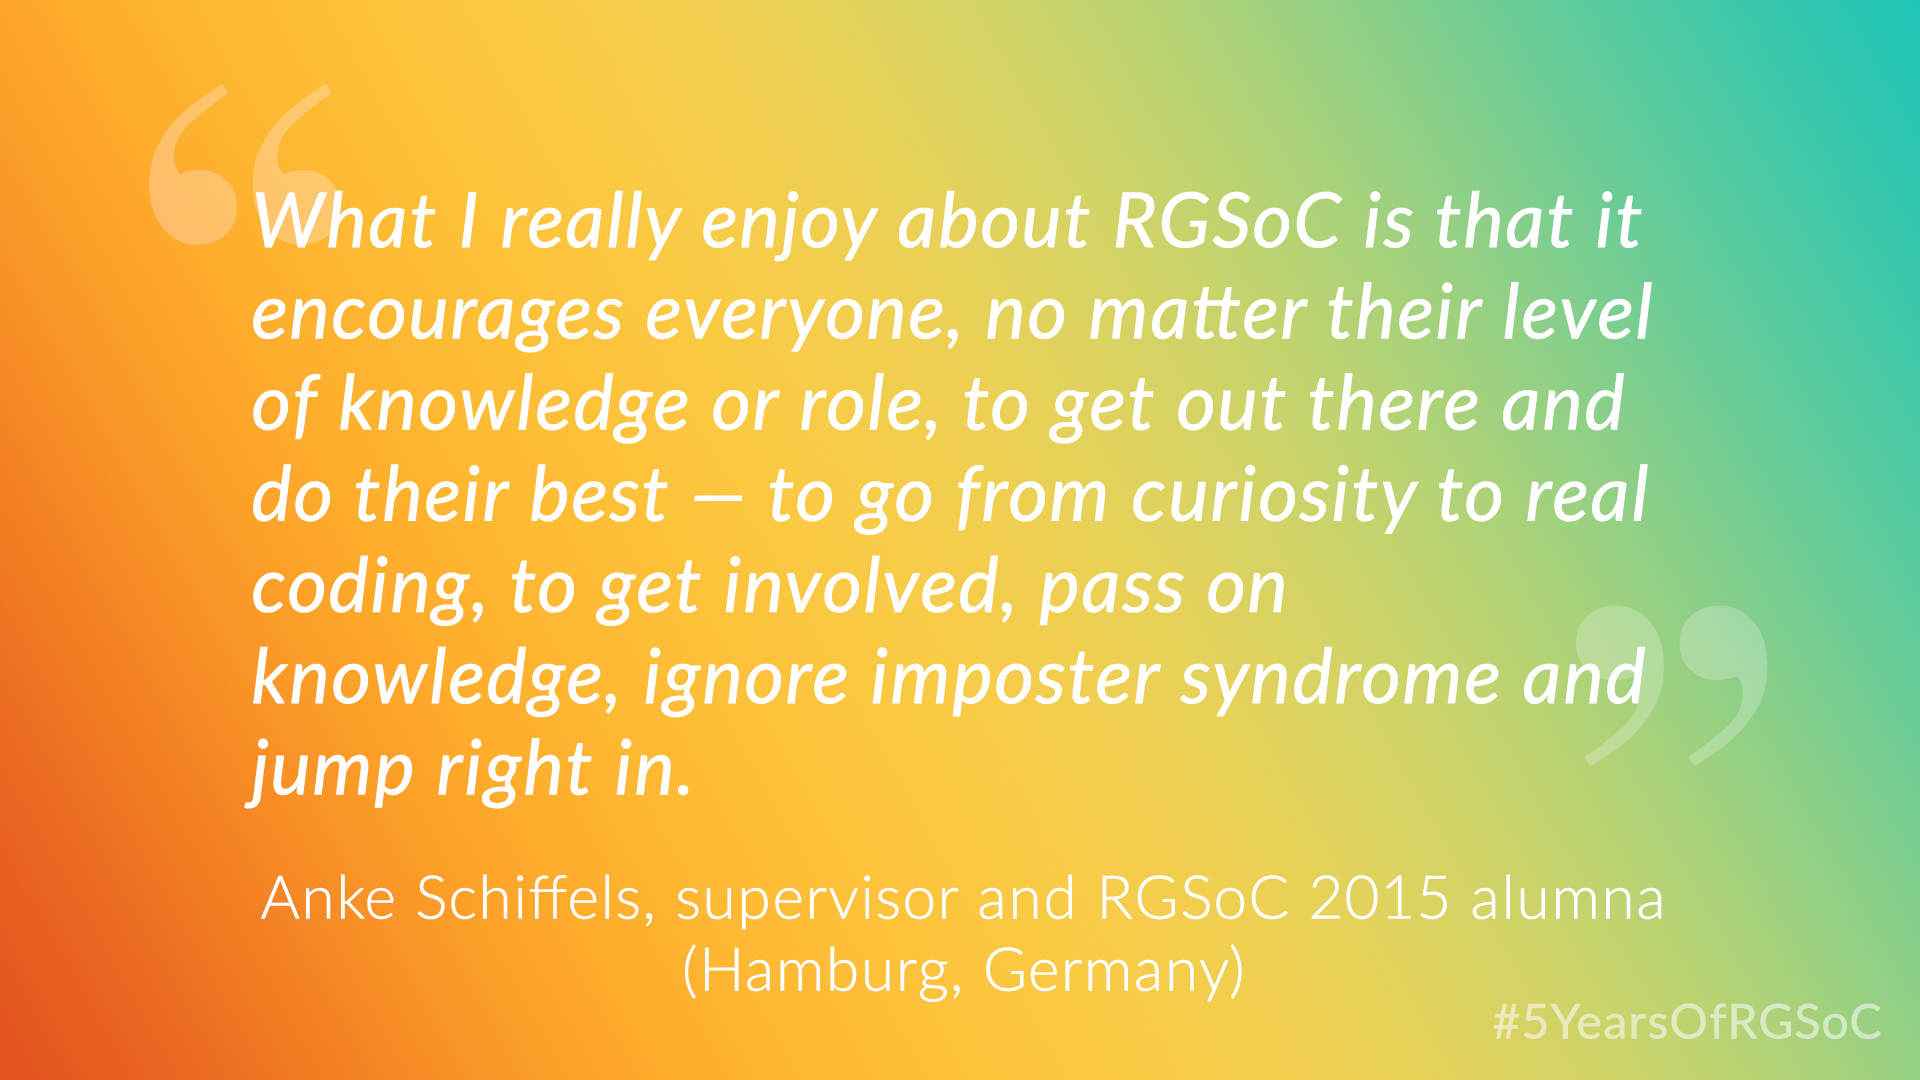 “What I really enjoy about RGSoC is that it
encourages everyone, no matter their level
of knowledge or role, to get out there and
do their best — to go from curiosity to real
coding, to get involved, pass on
knowledge, ignore imposter syndrome and
jump right in.”
Anke Schiffels, supervisor and RGSoC 2015 alumna
(Hamburg, Germany)
#5YearsOfRGSoC